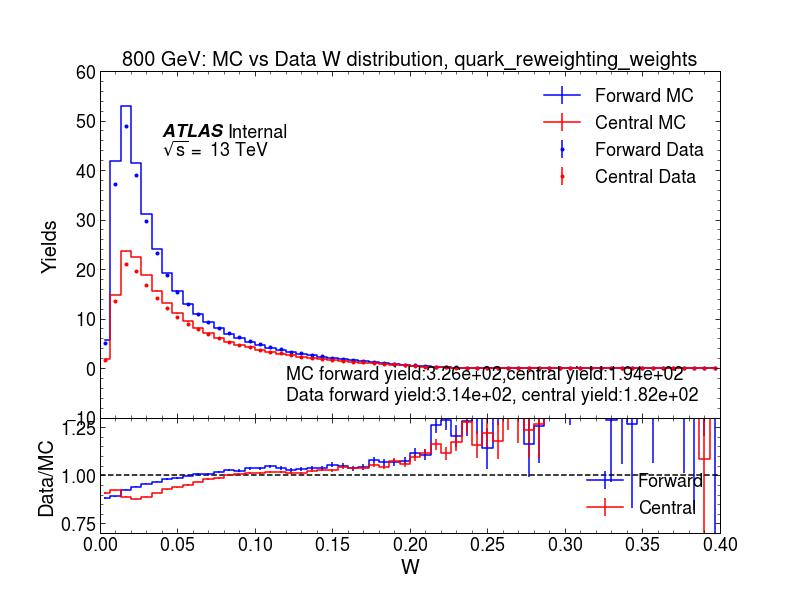 800 GeV: MC vs Data W distribution, quark_reweighting_weights
60
50
40
30
20
10
0
−10
Yields
ATLAS Internal
√s = 13 TeV
Forward MC
Central MC
Forward Data
Central Data
MC forward yield:3.26e+02,central yield:1.94e+02
Data forward yield:3.14e+02, central yield:1.82e+02
1.25
1.00
0.75
Data/MC
Forward
Central
0.00 0.05 0.10 0.15 0.20 0.25 0.30 0.35 0.40
W